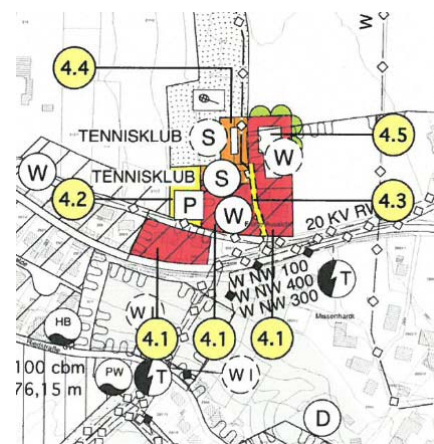 W
4.4
TENNISKLUB
S
4.5
W
W
TENNISKLUB
S
4.2
P
W
4.3
20 KV
W NW 100
W NW 400
W NW 300
T
Missenhardt
W I
HB
4.1
4.1
4.1
100 cbm
76,15 m
PW
T
W I
D